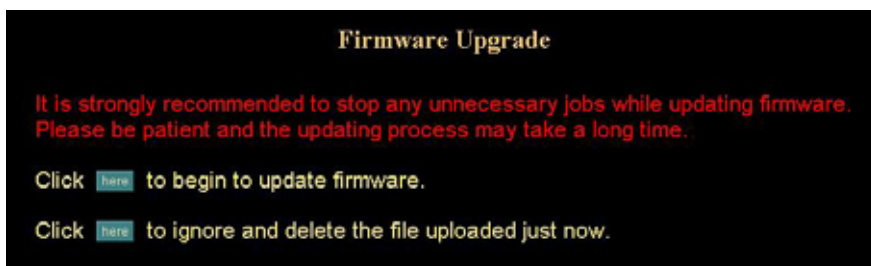 Firmware Upgrade
It is strongly recommended to stop any unnecessary jobs while updating firmware.
Please be patient and the updating process may take a long time.
Click here to begin to update firmware.
Click here to ignore and delete the file uploaded just now.